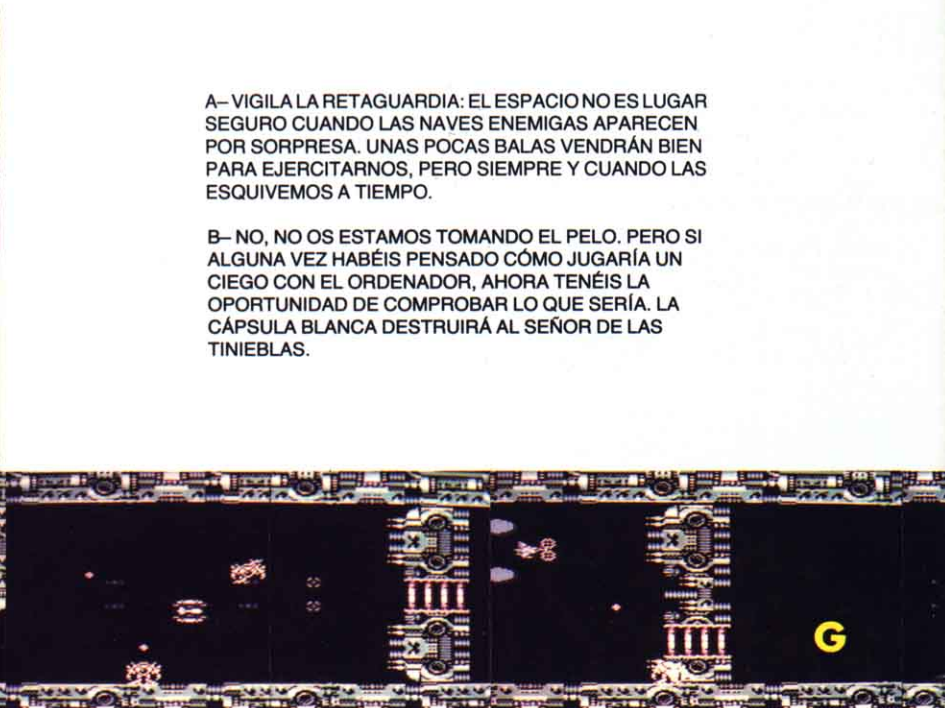 A– VIGILA LA RETAGUARDIA: EL ESPACIO NO ES LUGAR
SEGURO CUANDO LAS NAVES ENEMIGAS APARECEN
POR SORPRESA. UNAS POCAS BALAS VENDRÁN BIEN
PARA EJERCITARNOS, PERO SIEMPRE Y CUANDO LAS
ESQUIVEMOS A TIEMPO.
B– NO, NO OS ESTAMOS TOMANDO EL PELO. PERO SI
ALGUNA VEZ HABÉIS PENSADO CÓMO JUGARÍA UN
CIEGO CON EL ORDENADOR, AHORA TENÉIS LA
OPORTUNIDAD DE COMPROBAR LO QUE SERÍA. LA
CÁPSULA BLANCA DESTRUIRÁ AL SEÑOR DE LAS
TINIEBLAS.
G